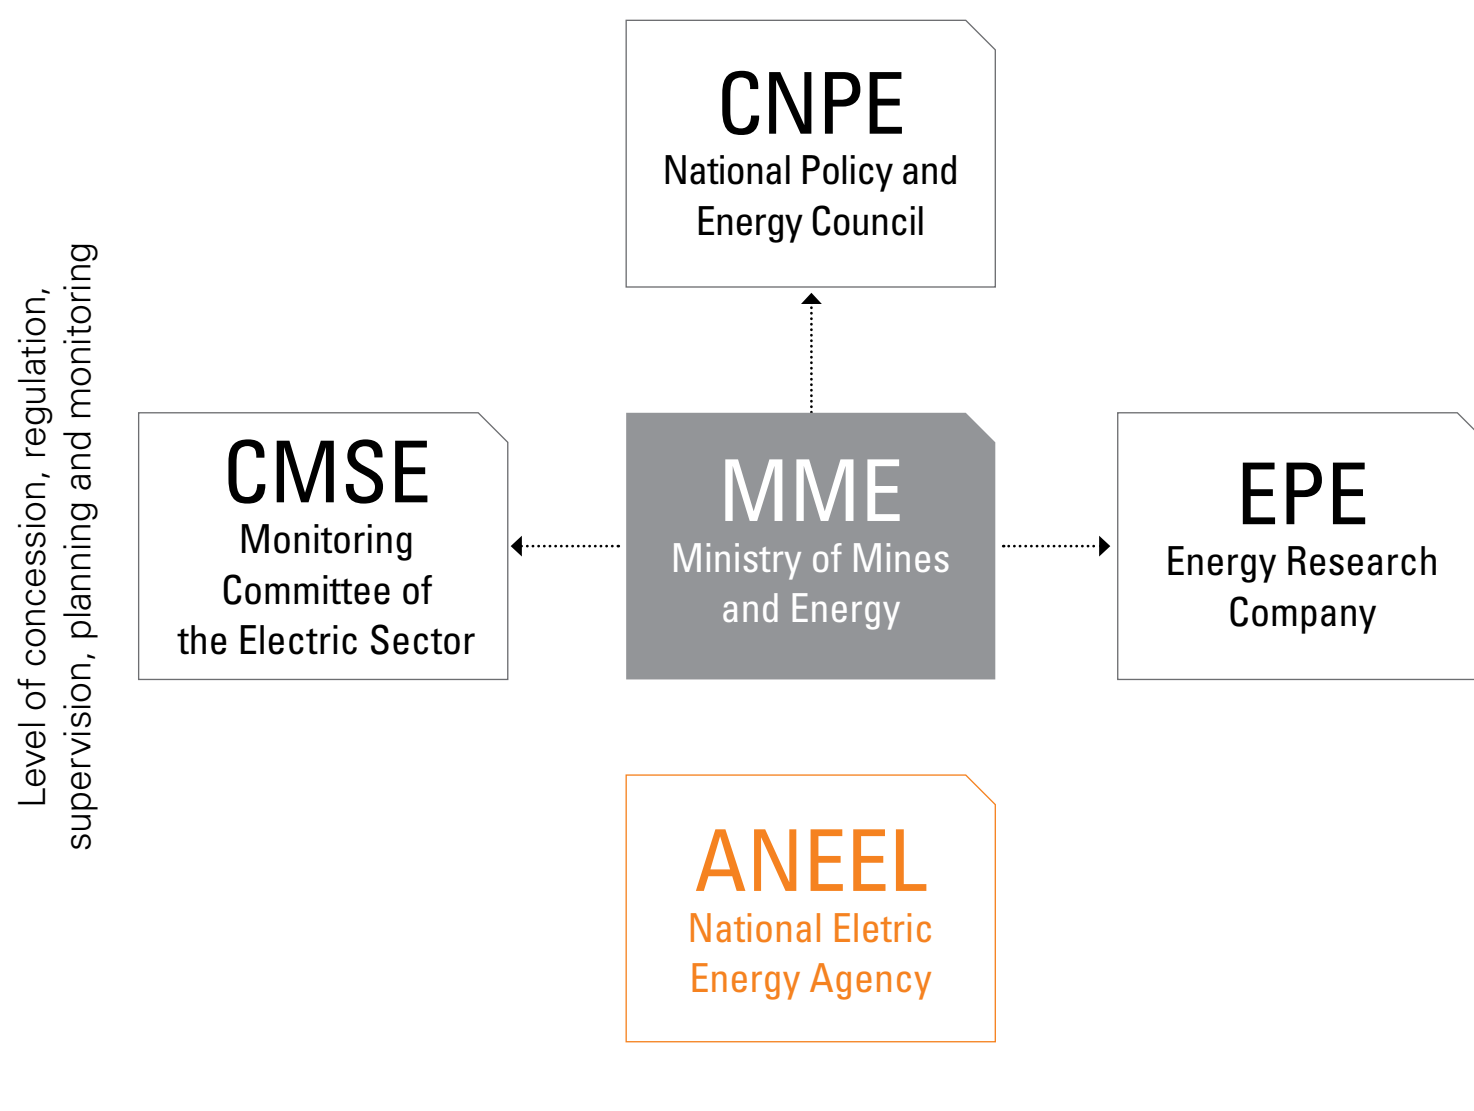 Level of concession, regulation,
supervision, planning and monitoring
CNPE
National Policy and
Energy Council
CMSE
Monitoring
Committee of
the Electric Sector
MME
Ministry of Mines
and Energy
EPE
Energy Research
Company
ANEEL
National Eletric
Energy Agency